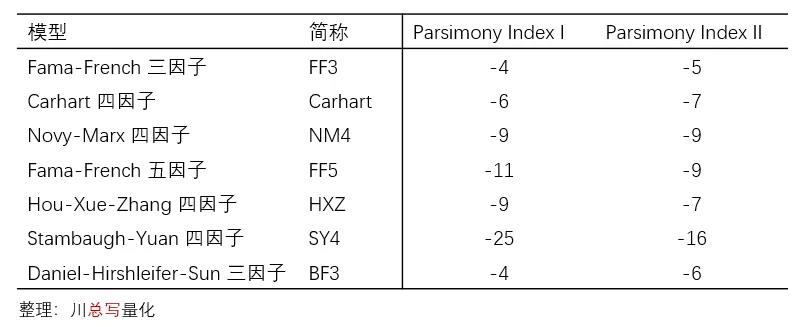 模型 简称 Parsimony Index I Parsimony Index II
Fama-French 三因子 FF3 -4 -5
Carhart 四因子 Carhart -6 -7
Novy-Marx 四因子 NM4 -9 -9
Fama-French 五因子 FF5 -11 -9
Hou-Xue-Zhang 四因子 HXZ -9 -7
Stambaugh-Yuan 四因子 SY4 -25 -16
Daniel-Hirshleifer-Sun 三因子 BF3 -4 -6
整理：川总写量化